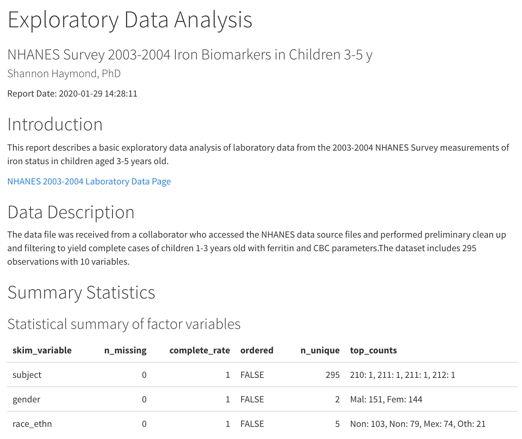 Exploratory Data Analysis
NHANES Survey 2003-2004 Iron Biomarkers in Children 3-5 y
Shannon Haymond, PhD
Report Date: 2020-01-29 14:28:11
Introduction
This report describes a basic exploratory data analysis of laboratory data from the 2003-2004 NHANES Survey measurements of
iron status in children aged 3-5 years old.
NHANES 2003-2004 Laboratory Data Page
Data Description
The data file was received from a collaborator who accessed the NHANES data source files and performed preliminary clean up
and filtering to yield complete cases of children 1-3 years old with ferritin and CBC parameters.The dataset includes 295
observations with 10 variables.
Summary Statistics
Statistical summary of factor variables
skim_variable n_missing complete_rate ordered n_unique top_counts
subject 0 1 FALSE 295 210: 1, 211: 1, 211: 1, 212: 1
gender 0 1 FALSE 2 Mal: 151, Fem: 144
race_ethn 0 1 FALSE 5 Non: 103, Non: 79, Mex: 74, Oth: 21